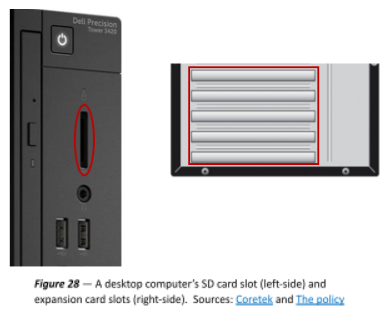 Dell Precision
Tower 3420
Figure 28 — A desktop computer's SD card slot (left-side) and
expansion card slots (right-side). Sources: Coretek and The policy